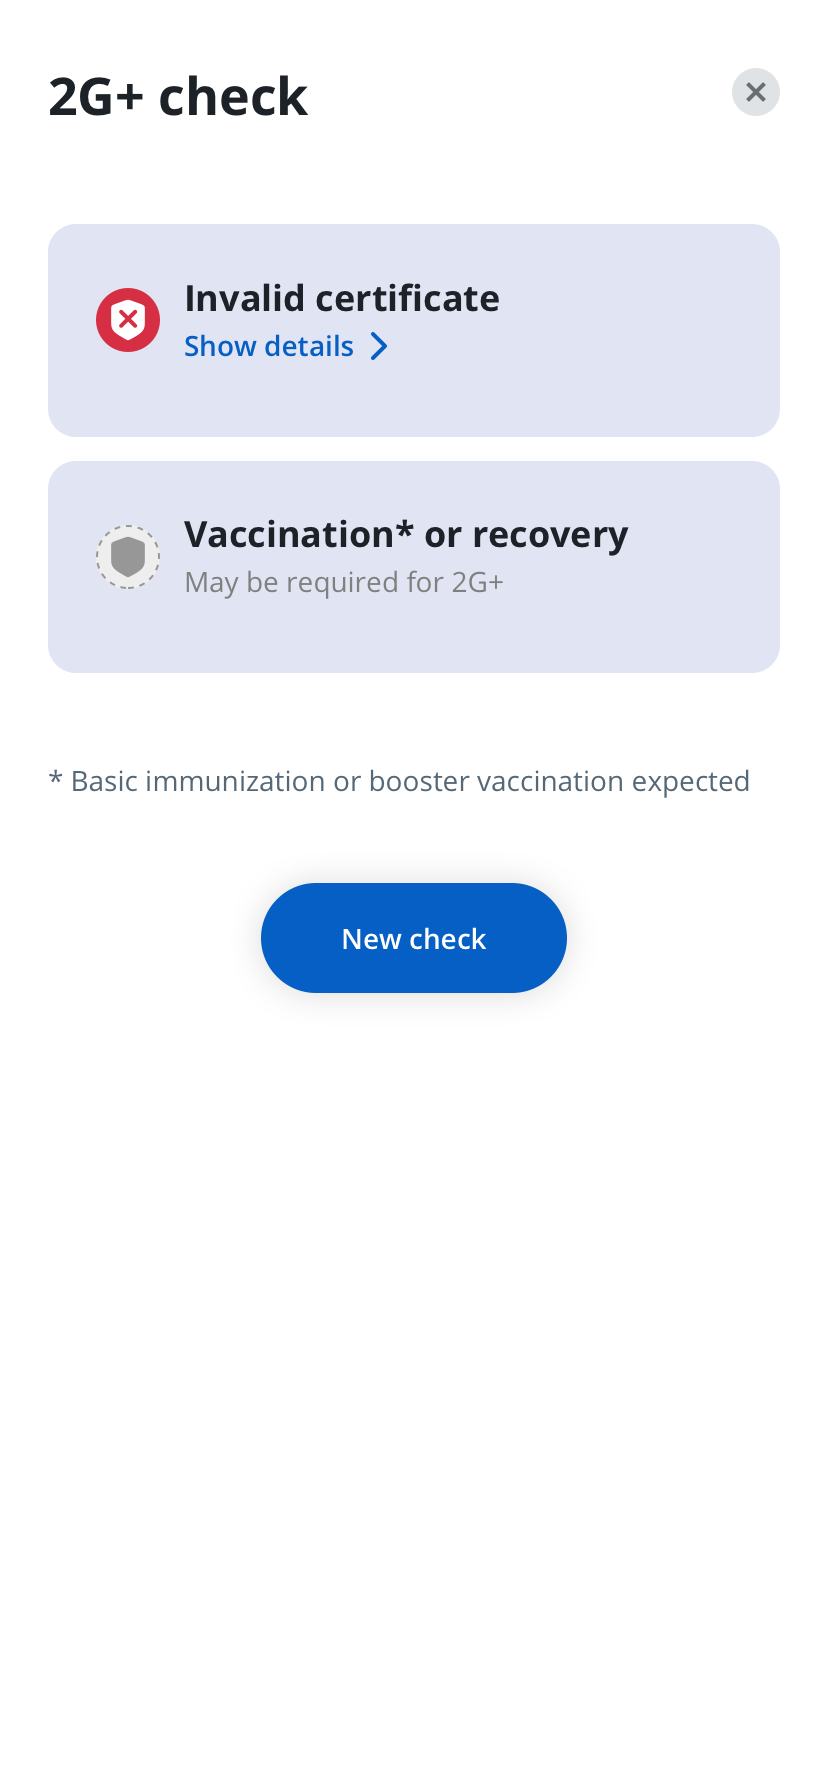 2G+ check
Invalid certificate
Show details
Vaccination* or recovery
May be required for 2G+
* Basic immunization or booster vaccination expected
New check